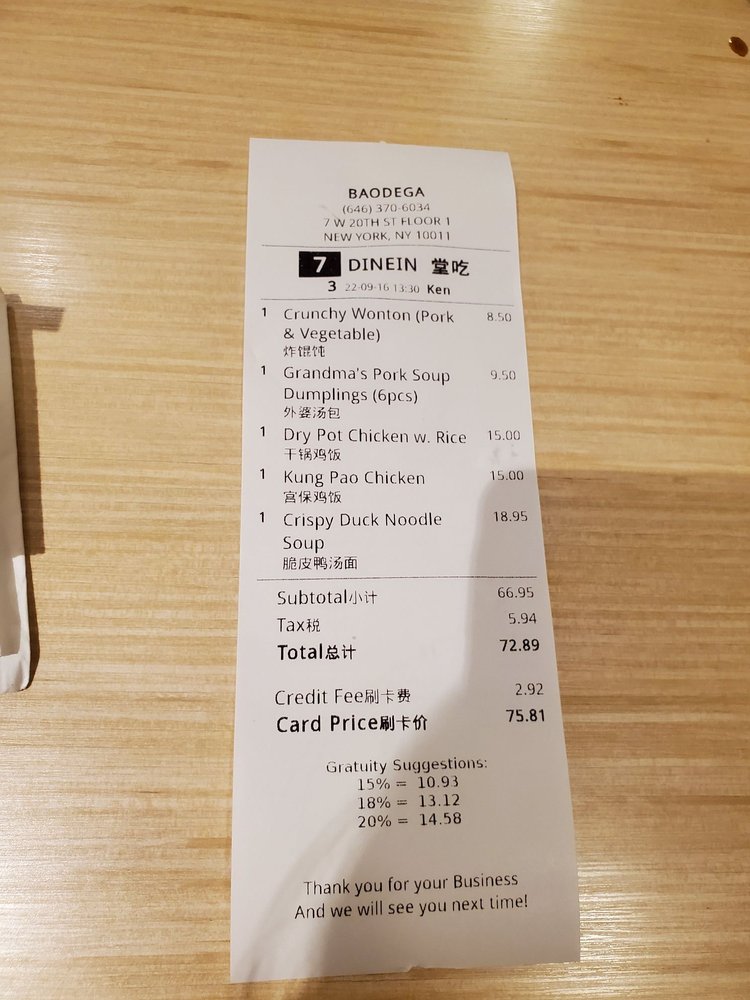 BAODEGA
(646) 370-6034
7 W 20TH ST FLOOR 1
NEW YORK, NY 10011
7 DINEIN 堂吃
3 22-09-16 13:30 Ken
1 Crunchy Wonton (Pork 8.50
& Vegetable)
炸馄饨
1 Grandma's Pork Soup 9.50
Dumplings (6pcs)
外婆汤包
1 Dry Pot Chicken w. Rice 15.00
干锅鸡饭
1 Kung Pao Chicken 15.00
宫保鸡饭
1 Crispy Duck Noodle 18.95
Soup
脆皮鸭汤面
Subtotal小计 66.95
Tax税 5.94
Total总计 72.89
Credit Fee刷卡费 2.92
Card Price刷卡价 75.81
Gratuity Suggestions:
15% = 10.93
18% = 13.12
20% = 14.58
Thank you for your Business
And we will see you next time!